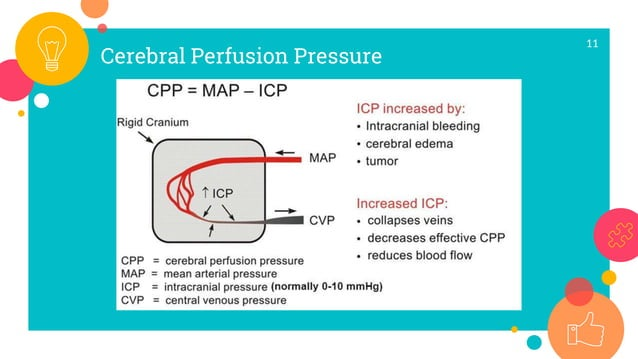 11
Cerebral Perfusion Pressure
CPP = MAP – ICP
Rigid Cranium
MAP
↑ ICP
CVP
CPP = cerebral perfusion pressure
MAP = mean arterial pressure
ICP = intracranial pressure (normally 0-10 mmHg)
CVP = central venous pressure
ICP increased by:
• Intracranial bleeding
• cerebral edema
• tumor
Increased ICP:
• collapses veins
• decreases effective CPP
• reduces blood flow